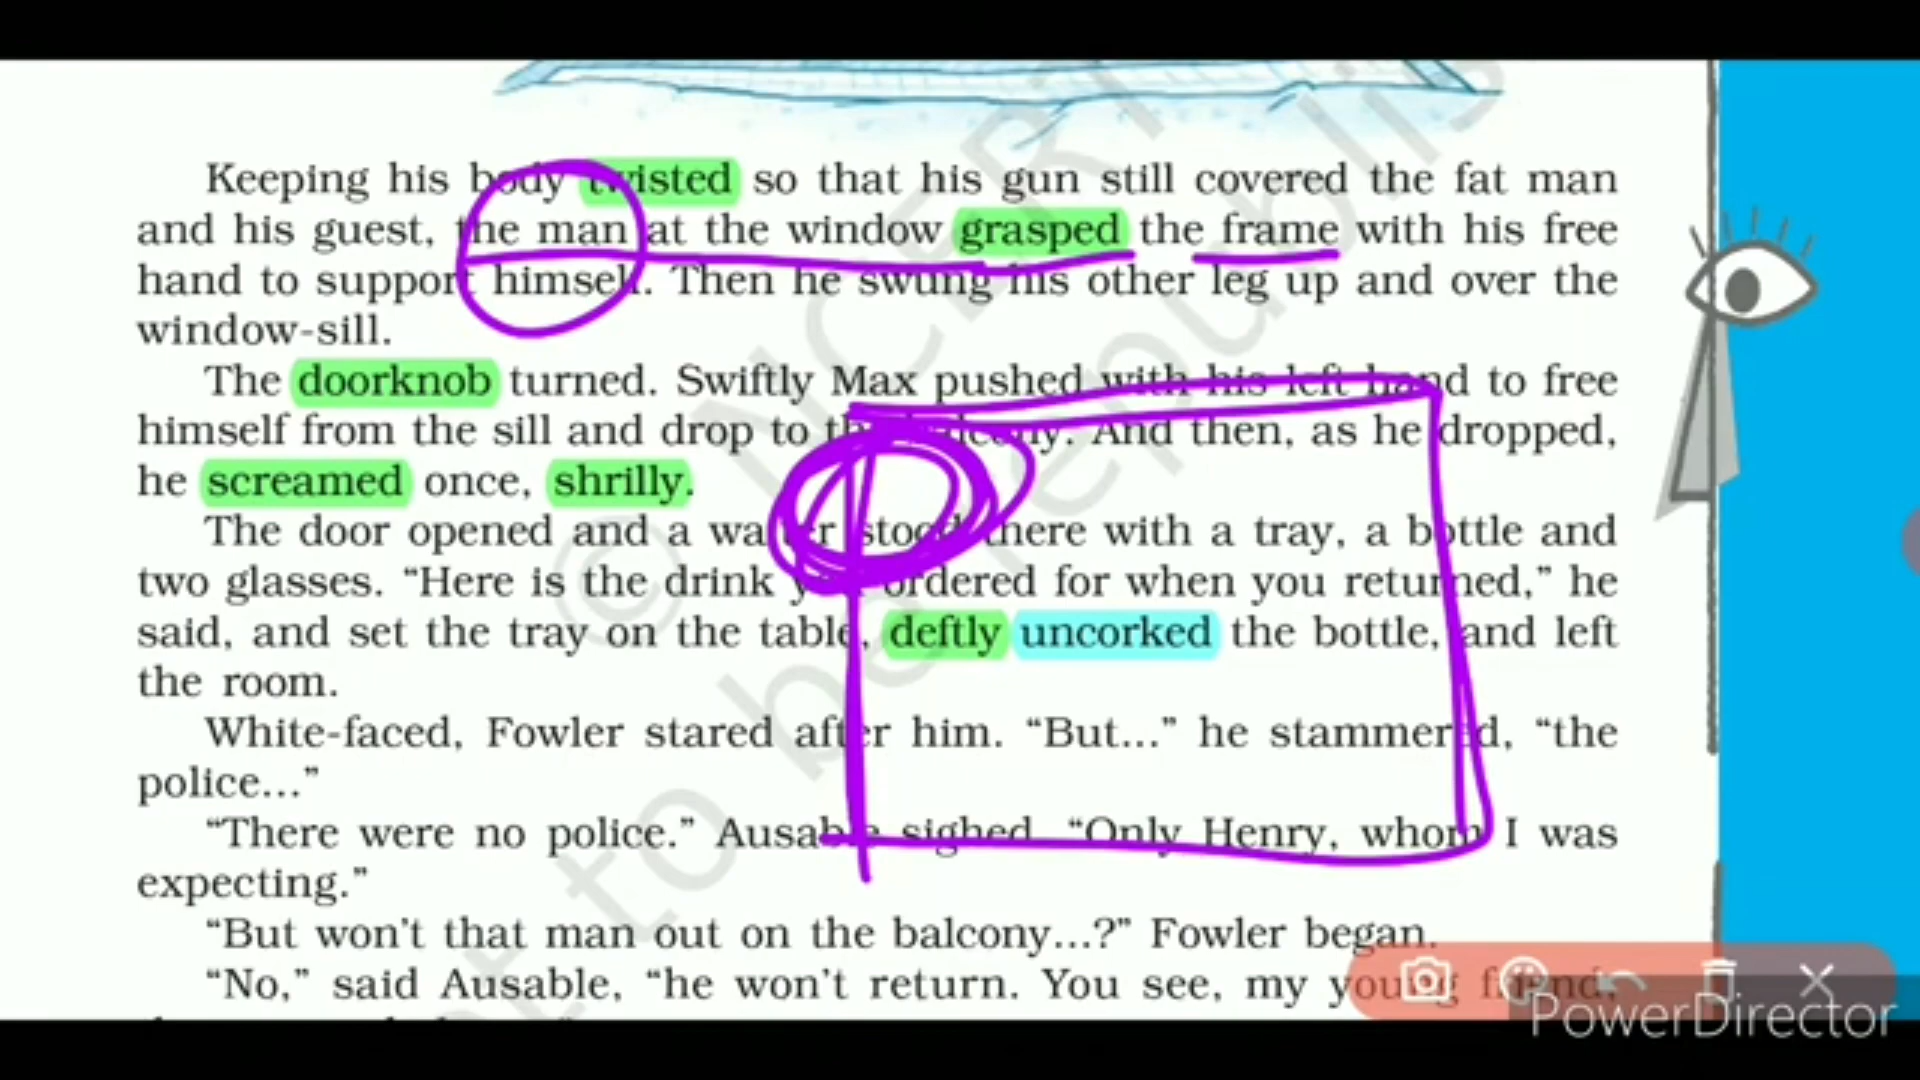 Keeping his body twisted so that his gun still covered the fat man
and his guest, the man at the window grasped the frame with his free
hand to support himself. Then he swung his other leg up and over the
window-sill.
The doorknob turned. Swiftly Max pushed with his left hand to free
himself from the sill and drop to the balcony. And then, as he dropped,
he screamed once, shrilly.
The door opened and a waiter stood there with a tray, a bottle and
two glasses. “Here is the drink you ordered for when you returned,” he
said, and set the tray on the table, deftly uncorked the bottle, and left
the room.
White-faced, Fowler stared after him. “But...” he stammered, “the
police...”
“There were no police.” Ausable sighed. “Only Henry, whom I was
expecting.”
“But won’t that man out on the balcony...?” Fowler began.
“No,” said Ausable, “he won’t return. You see, my young friend,
© NCERT
not to be republis
PowerDirector